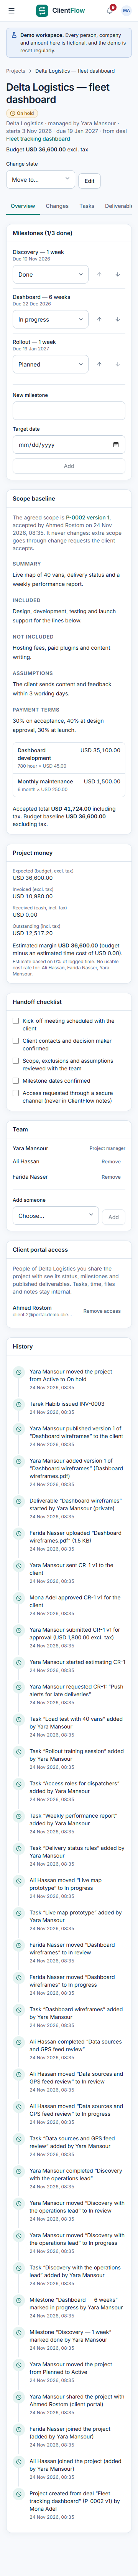 ClientFlow
9
MA
Demo workspace. Every person, company
and amount here is fictional, and the demo is
reset regularly.
Projects > Delta Logistics — fleet dashboard
Delta Logistics — fleet
dashboard
On hold
Delta Logistics · managed by Yara Mansour ·
starts 3 Nov 2026 · due 19 Jan 2027 · from deal
Fleet tracking dashboard
Budget USD 36,600.00 excl. tax
Change state
Move to...
Edit
Overview Changes Tasks Deliverables
Milestones (1/3 done)
Discovery — 1 week
Due 10 Nov 2026
Done
Dashboard — 6 weeks
Due 22 Dec 2026
In progress
Rollout — 1 week
Due 19 Jan 2027
Planned
New milestone
Target date
mm/dd/yyyy
Add
Scope baseline
The agreed scope is P-0002 version 1,
accepted by Ahmed Rostom on 24 Nov
2026, 08:35. It never changes: extra scope
goes through change requests the client
accepts.
SUMMARY
Live map of 40 vans, delivery status and a
weekly performance report.
INCLUDED
Design, development, testing and launch
support for the lines below.
NOT INCLUDED
Hosting fees, paid plugins and content
writing.
ASSUMPTIONS
The client sends content and feedback
within 3 working days.
PAYMENT TERMS
30% on acceptance, 40% at design
approval, 30% at launch.
Dashboard development USD 35,100.00
780 hour × USD 45.00
Monthly maintenance USD 1,500.00
6 month × USD 250.00
Accepted total USD 41,724.00 including
tax. Budget baseline USD 36,600.00
excluding tax.
Project money
Expected (budget, excl. tax)
USD 36,600.00
Invoiced (excl. tax)
USD 10,980.00
Received (cash, incl. tax)
USD 0.00
Outstanding (incl. tax)
USD 12,517.20
Estimated margin USD 36,600.00 (budget
minus an estimated time cost of USD 0.00).
Estimate based on 0% of logged time. No usable
cost rate for: Ali Hassan, Farida Nasser, Yara
Mansour.
Handoff checklist
Kick-off meeting scheduled with the
client
Client contacts and decision maker
confirmed
Scope, exclusions and assumptions
reviewed with the team
Milestone dates confirmed
Access requested through a secure
channel (never in ClientFlow notes)
Team
Yara Mansour Project manager
Ali Hassan Remove
Farida Nasser Remove
Add someone
Choose...
Add
Client portal access
People of Delta Logistics you share the
project with see its status, milestones and
published deliverables. Tasks, time, files
and notes stay internal.
Ahmed Rostom
client.2@portal.demo.clie...
Remove access
History
Yara Mansour moved the project
from Active to On hold
24 Nov 2026, 08:35
Tarek Habib issued INV-0003
24 Nov 2026, 08:35
Yara Mansour published version 1 of
"Dashboard wireframes" to the client
24 Nov 2026, 08:35
Yara Mansour added version 1 of
"Dashboard wireframes" (Dashboard
wireframes.pdf)
24 Nov 2026, 08:35
Deliverable "Dashboard wireframes"
started by Yara Mansour (private)
24 Nov 2026, 08:35
Farida Nasser uploaded "Dashboard
wireframes.pdf" (1.5 KB)
24 Nov 2026, 08:35
Yara Mansour sent CR-1 v1 to the
client
24 Nov 2026, 08:35
Mona Adel approved CR-1 v1 for the
client
24 Nov 2026, 08:35
Yara Mansour submitted CR-1 v1 for
approval (USD 1,800.00 excl. tax)
24 Nov 2026, 08:35
Yara Mansour started estimating CR-1
24 Nov 2026, 08:35
Yara Mansour requested CR-1: "Push
alerts for late deliveries"
24 Nov 2026, 08:35
Task "Load test with 40 vans" added
by Yara Mansour
24 Nov 2026, 08:35
Task "Rollout training session" added
by Yara Mansour
24 Nov 2026, 08:35
Task "Access roles for dispatchers"
added by Yara Mansour
24 Nov 2026, 08:35
Task "Weekly performance report"
added by Yara Mansour
24 Nov 2026, 08:35
Task "Delivery status rules" added by
Yara Mansour
24 Nov 2026, 08:35
Ali Hassan moved "Live map
prototype" to In progress
24 Nov 2026, 08:35
Task "Live map prototype" added by
Yara Mansour
24 Nov 2026, 08:35
Farida Nasser moved "Dashboard
wireframes" to In review
24 Nov 2026, 08:35
Farida Nasser moved "Dashboard
wireframes" to In progress
24 Nov 2026, 08:35
Task "Dashboard wireframes" added
by Yara Mansour
24 Nov 2026, 08:35
Ali Hassan completed "Data sources
and GPS feed review"
24 Nov 2026, 08:35
Ali Hassan moved "Data sources and
GPS feed review" to In review
24 Nov 2026, 08:35
Ali Hassan moved "Data sources and
GPS feed review" to In progress
24 Nov 2026, 08:35
Task "Data sources and GPS feed
review" added by Yara Mansour
24 Nov 2026, 08:35
Yara Mansour completed "Discovery
with the operations lead"
24 Nov 2026, 08:35
Yara Mansour moved "Discovery with
the operations lead" to In review
24 Nov 2026, 08:35
Yara Mansour moved "Discovery with
the operations lead" to In progress
24 Nov 2026, 08:35
Task "Discovery with the operations
lead" added by Yara Mansour
24 Nov 2026, 08:35
Milestone "Dashboard — 6 weeks"
marked in progress by Yara Mansour
24 Nov 2026, 08:35
Milestone "Discovery — 1 week"
marked done by Yara Mansour
24 Nov 2026, 08:35
Yara Mansour moved the project
from Planned to Active
24 Nov 2026, 08:35
Yara Mansour shared the project with
Ahmed Rostom (client portal)
24 Nov 2026, 08:35
Farida Nasser joined the project
(added by Yara Mansour)
24 Nov 2026, 08:35
Ali Hassan joined the project (added
by Yara Mansour)
24 Nov 2026, 08:35
Project created from deal "Fleet
tracking dashboard" (P-0002 v1) by
Mona Adel
24 Nov 2026, 08:35